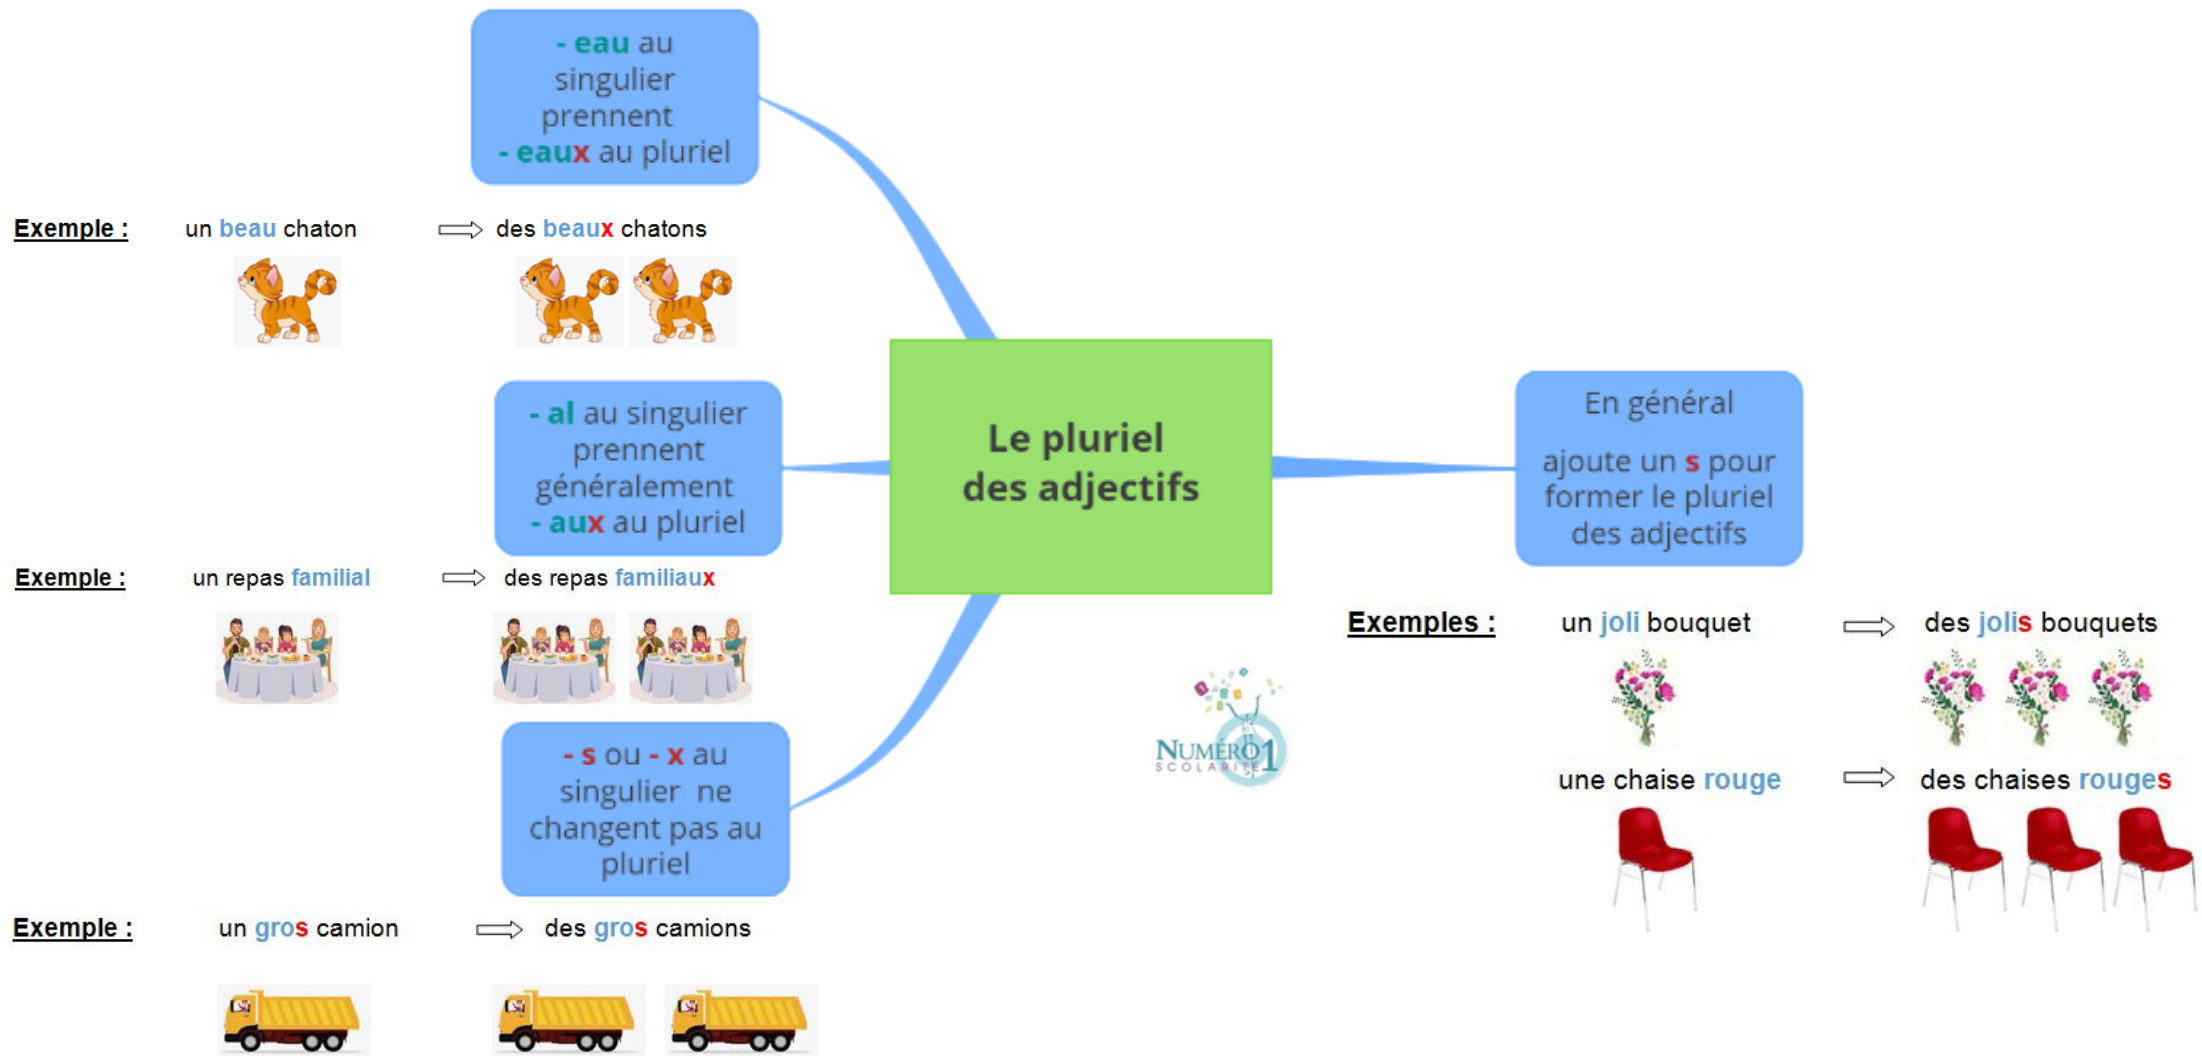 - eau au
singulier
prennent
- eaux au pluriel
Exemple :
un beau chaton
des beaux chatons
- al au singulier
prennent
généralement
- aux au pluriel
Exemple :
un repas familial
des repas familiaux
- s ou - x au
singulier ne
changent pas au
pluriel
Exemple :
un gros camion
des gros camions
Le pluriel
des adjectifs
NUMÉRO1
SCOLARITÉ
En général
ajoute un s pour
former le pluriel
des adjectifs
Exemples :
un joli bouquet
des jolis bouquets
une chaise rouge
des chaises rouges